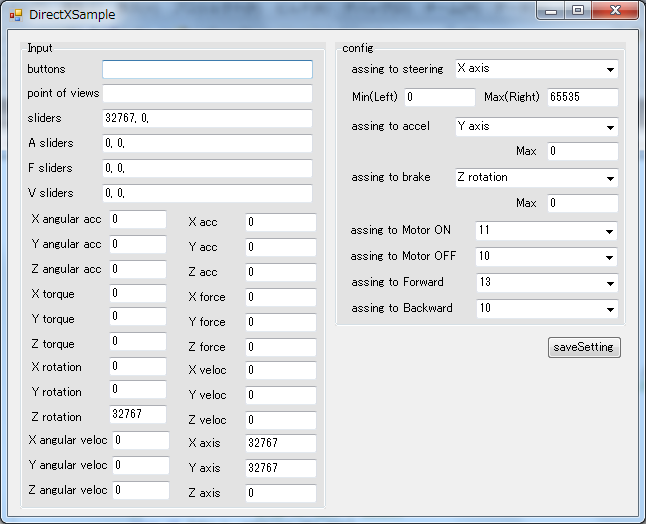 DirectXSample
Input
buttons
point of views
sliders 32767, 0,
A sliders 0, 0,
F sliders 0, 0,
V sliders 0, 0,
X angular acc 0 X acc 0
Y angular acc 0 Y acc 0
Z angular acc 0 Z acc 0
X torque 0 X force 0
Y torque 0 Y force 0
Z torque 0 Z force 0
X rotation 0 X veloc 0
Y rotation 0 Y veloc 0
Z rotation 32767 Z veloc 0
X angular veloc 0 X axis 32767
Y angular veloc 0 Y axis 32767
Z angular veloc 0 Z axis 0
config
assing to steering X axis
Min(Left) 0 Max(Right) 65535
assing to accel Y axis
Max 0
assing to brake Z rotation
Max 0
assing to Motor ON 11
assing to Motor OFF 10
assing to Forward 13
assing to Backward 10
saveSetting